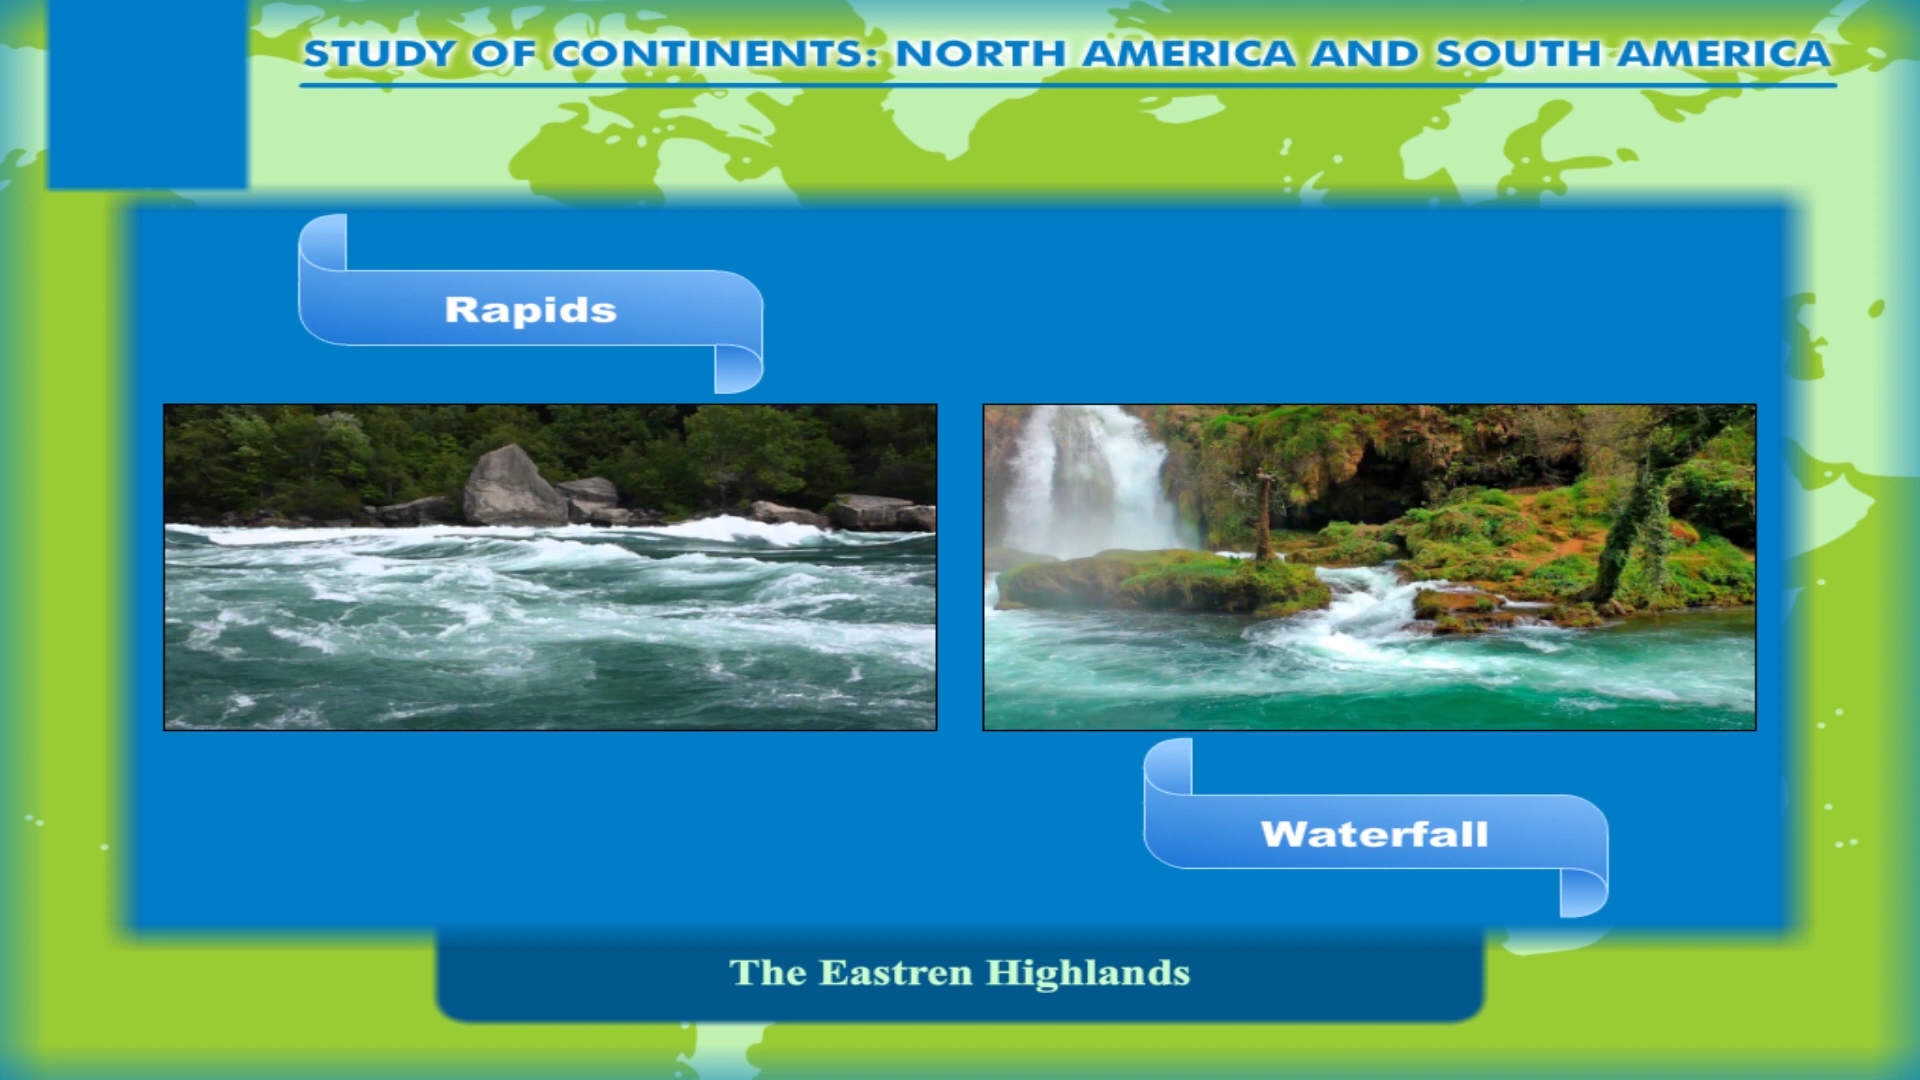 STUDY OF CONTINENTS: NORTH AMERICA AND SOUTH AMERICA
Rapids
Waterfall
The Eastren Highlands